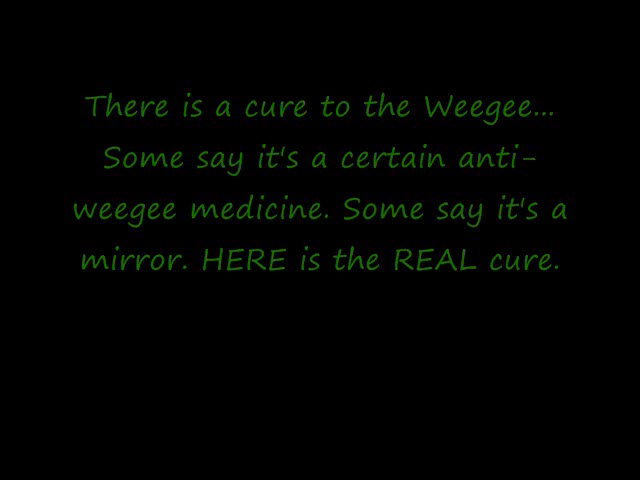 There is a cure to the Weegee...
Some say it's a certain anti-
weegee medicine. Some say it's a
mirror. HERE is the REAL cure.